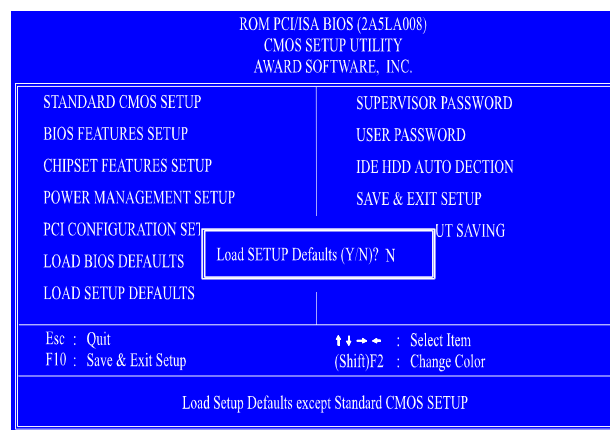 ROM PCI/ISA BIOS (2A5LA008)
CMOS SETUP UTILITY
AWARD SOFTWARE, INC.
STANDARD CMOS SETUP
BIOS FEATURES SETUP
CHIPSET FEATURES SETUP
POWER MANAGEMENT SETUP
PCI CONFIGURATION SET
LOAD BIOS DEFAULTS
LOAD SETUP DEFAULTS
SUPERVISOR PASSWORD
USER PASSWORD
IDE HDD AUTO DECTION
SAVE & EXIT SETUP
UT SAVING
Load SETUP Defaults (Y/N)? N
Esc : Quit
F10 : Save & Exit Setup
↑ ↓ → ← : Select Item
(Shift)F2 : Change Color
Load Setup Defaults except Standard CMOS SETUP